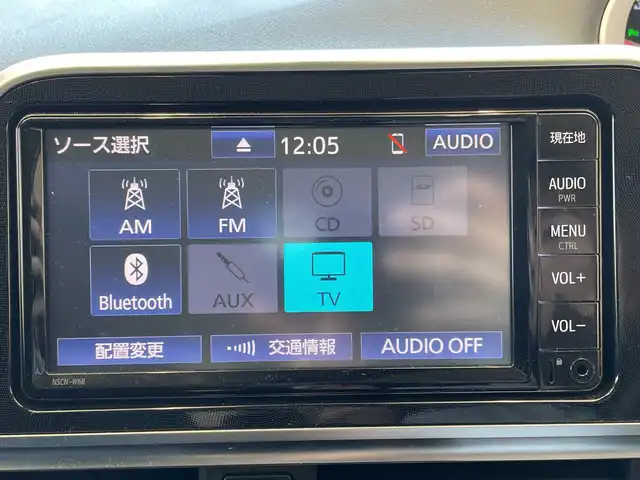 ソース選択
12:05
AUDIO
AM
FM
CD
SD
Bluetooth
AUX
TV
配置変更
交通情報
AUDIO OFF
NSCN-W68
現在地
AUDIO
PWR
MENU
C.TRL
VOL+
VOL−